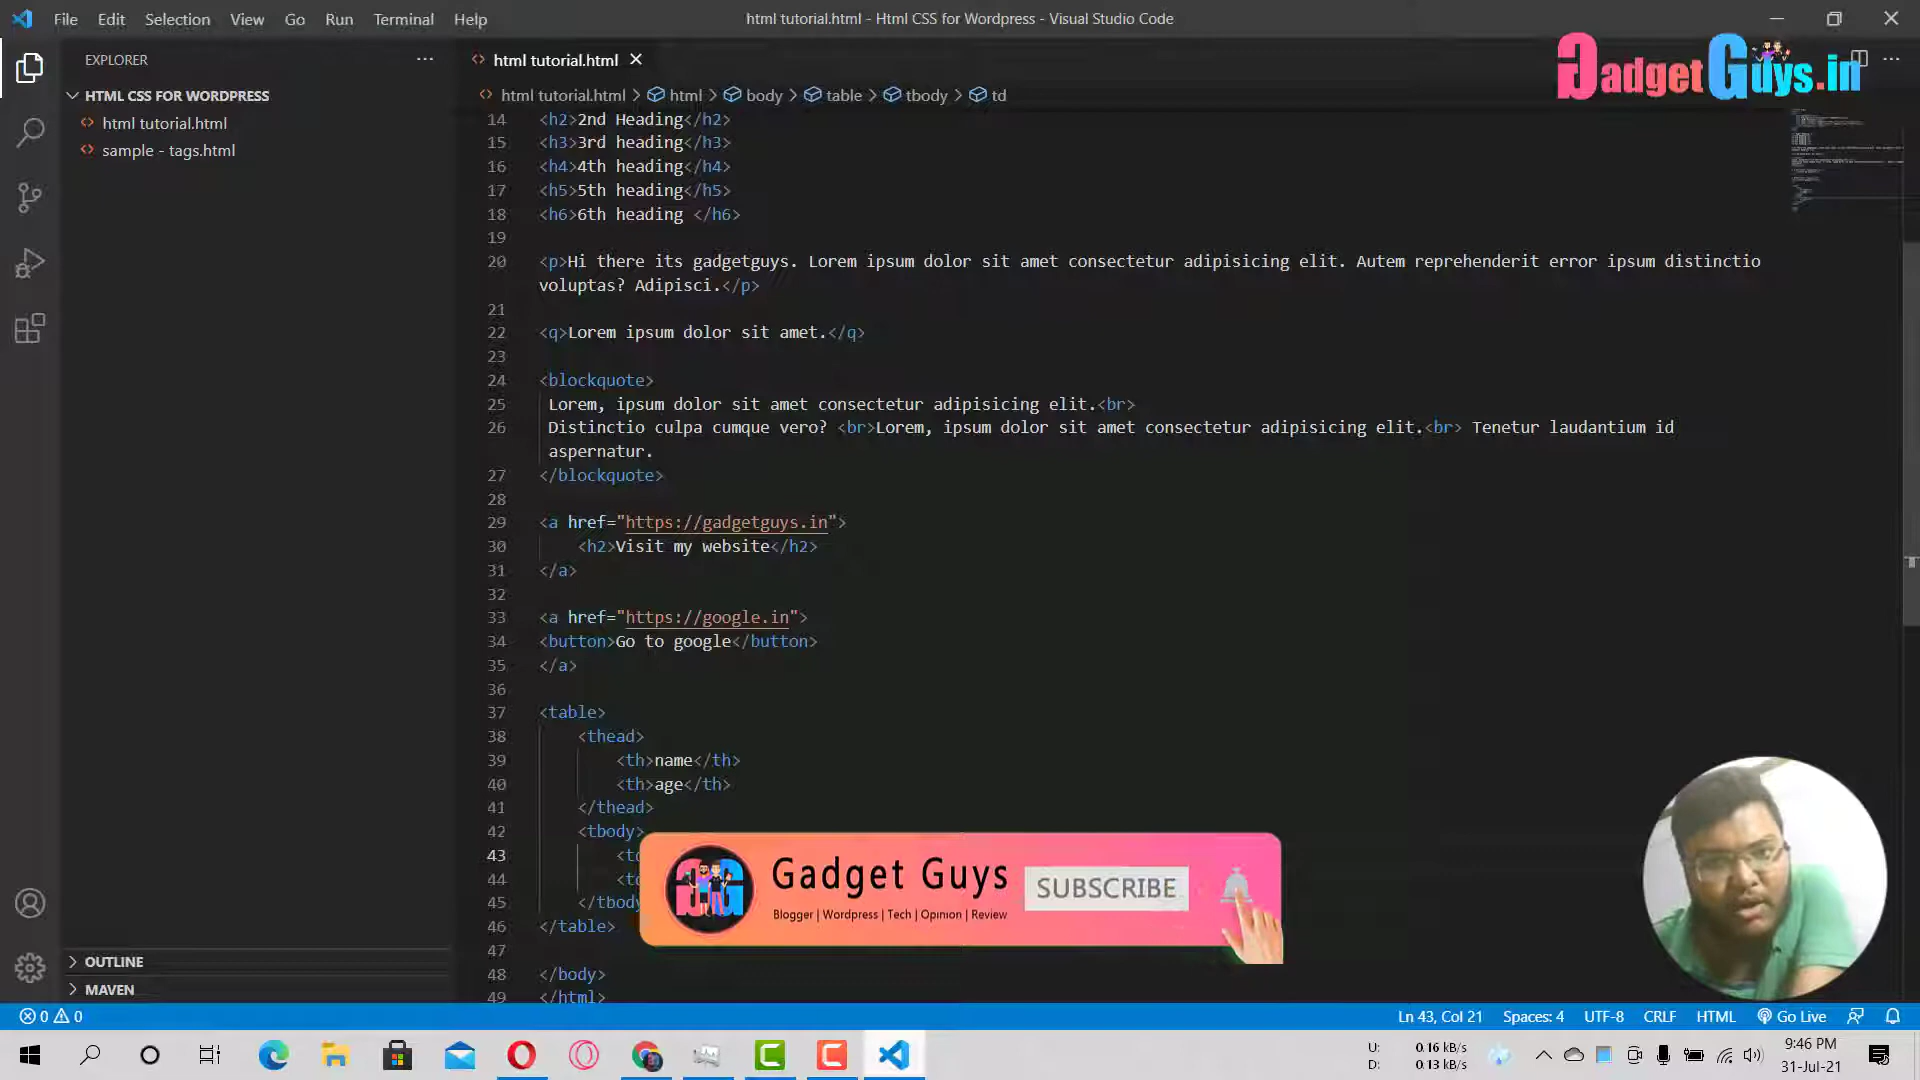 File Edit Selection View Go Run Terminal Help
html tutorial.html - Html CSS for Wordpress - Visual Studio Code
GadgetGuys.in
EXPLORER
HTML CSS FOR WORDPRESS
html tutorial.html
sample - tags.html
OUTLINE
MAVEN
html tutorial.html
html tutorial.html > html > body > table > tbody > td
14 <h2>2nd Heading</h2>
15 <h3>3rd heading</h3>
16 <h4>4th heading</h4>
17 <h5>5th heading</h5>
18 <h6>6th heading </h6>
19
20 <p>Hi there its gadgetguys. Lorem ipsum dolor sit amet consectetur adipisicing elit. Autem reprehenderit error ipsum distinctio
voluptas? Adipisci.</p>
21
22 <q>Lorem ipsum dolor sit amet.</q>
23
24 <blockquote>
25 Lorem, ipsum dolor sit amet consectetur adipisicing elit.<br>
26 Distinctio culpa cumque vero? <br>Lorem, ipsum dolor sit amet consectetur adipisicing elit.<br> Tenetur laudantium id
aspernatur.
27 </blockquote>
28
29 <a href="https://gadgetguys.in">
30 <h2>Visit my website</h2>
31 </a>
32
33 <a href="https://google.in">
34 <button>Go to google</button>
35 </a>
36
37 <table>
38 <thead>
39 <th>name</th>
40 <th>age</th>
41 </thead>
42 <tbody>
43 <t
44 <t
45 </tbody
46 </table>
47
48 </body>
49 </html>
Gadget Guys
Blogger | Wordpress | Tech | Opinion | Review
SUBSCRIBE
0 0
Ln 43, Col 21 Spaces: 4 UTF-8 CRLF HTML Go Live
U: 0.16 kB/s
D: 0.13 kB/s
9:46 PM
31-Jul-21